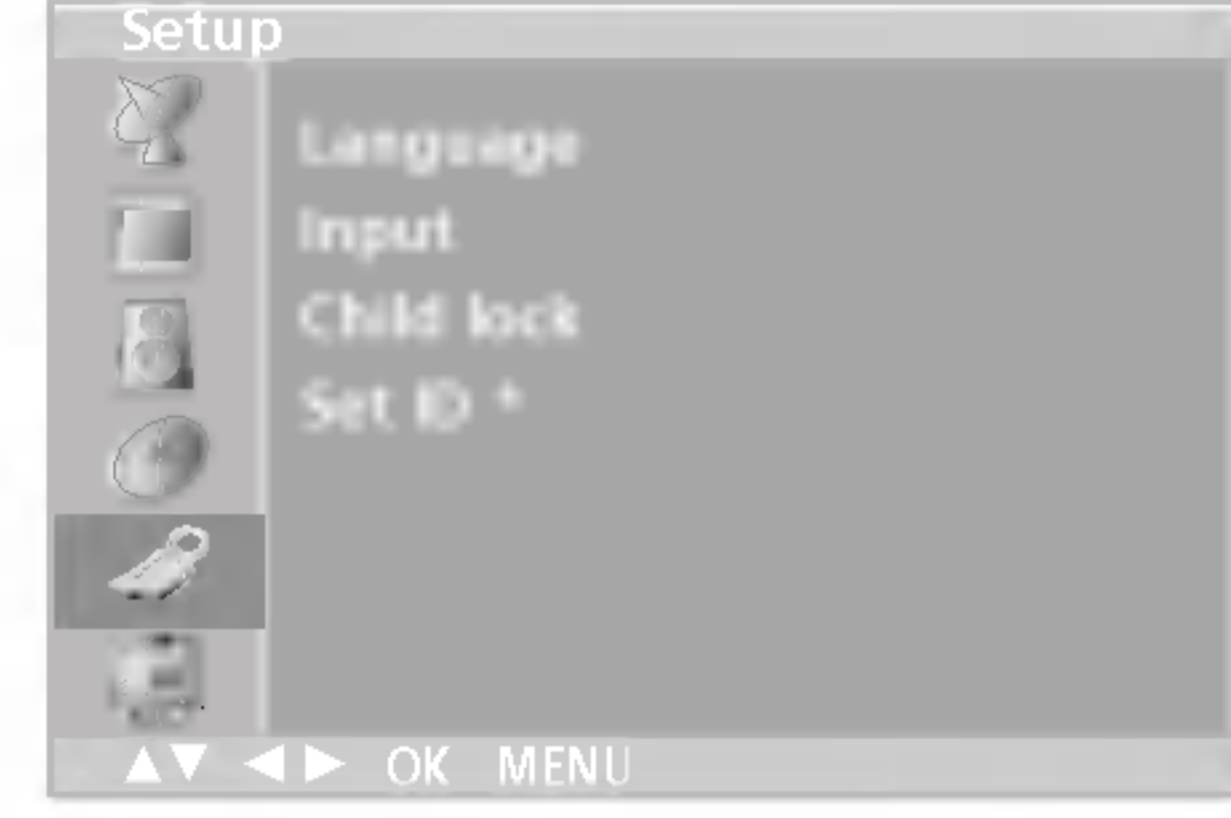 Setup
Language
Input
Child lock
Set ID *
▲▼ ◀ ▶ OK MENU